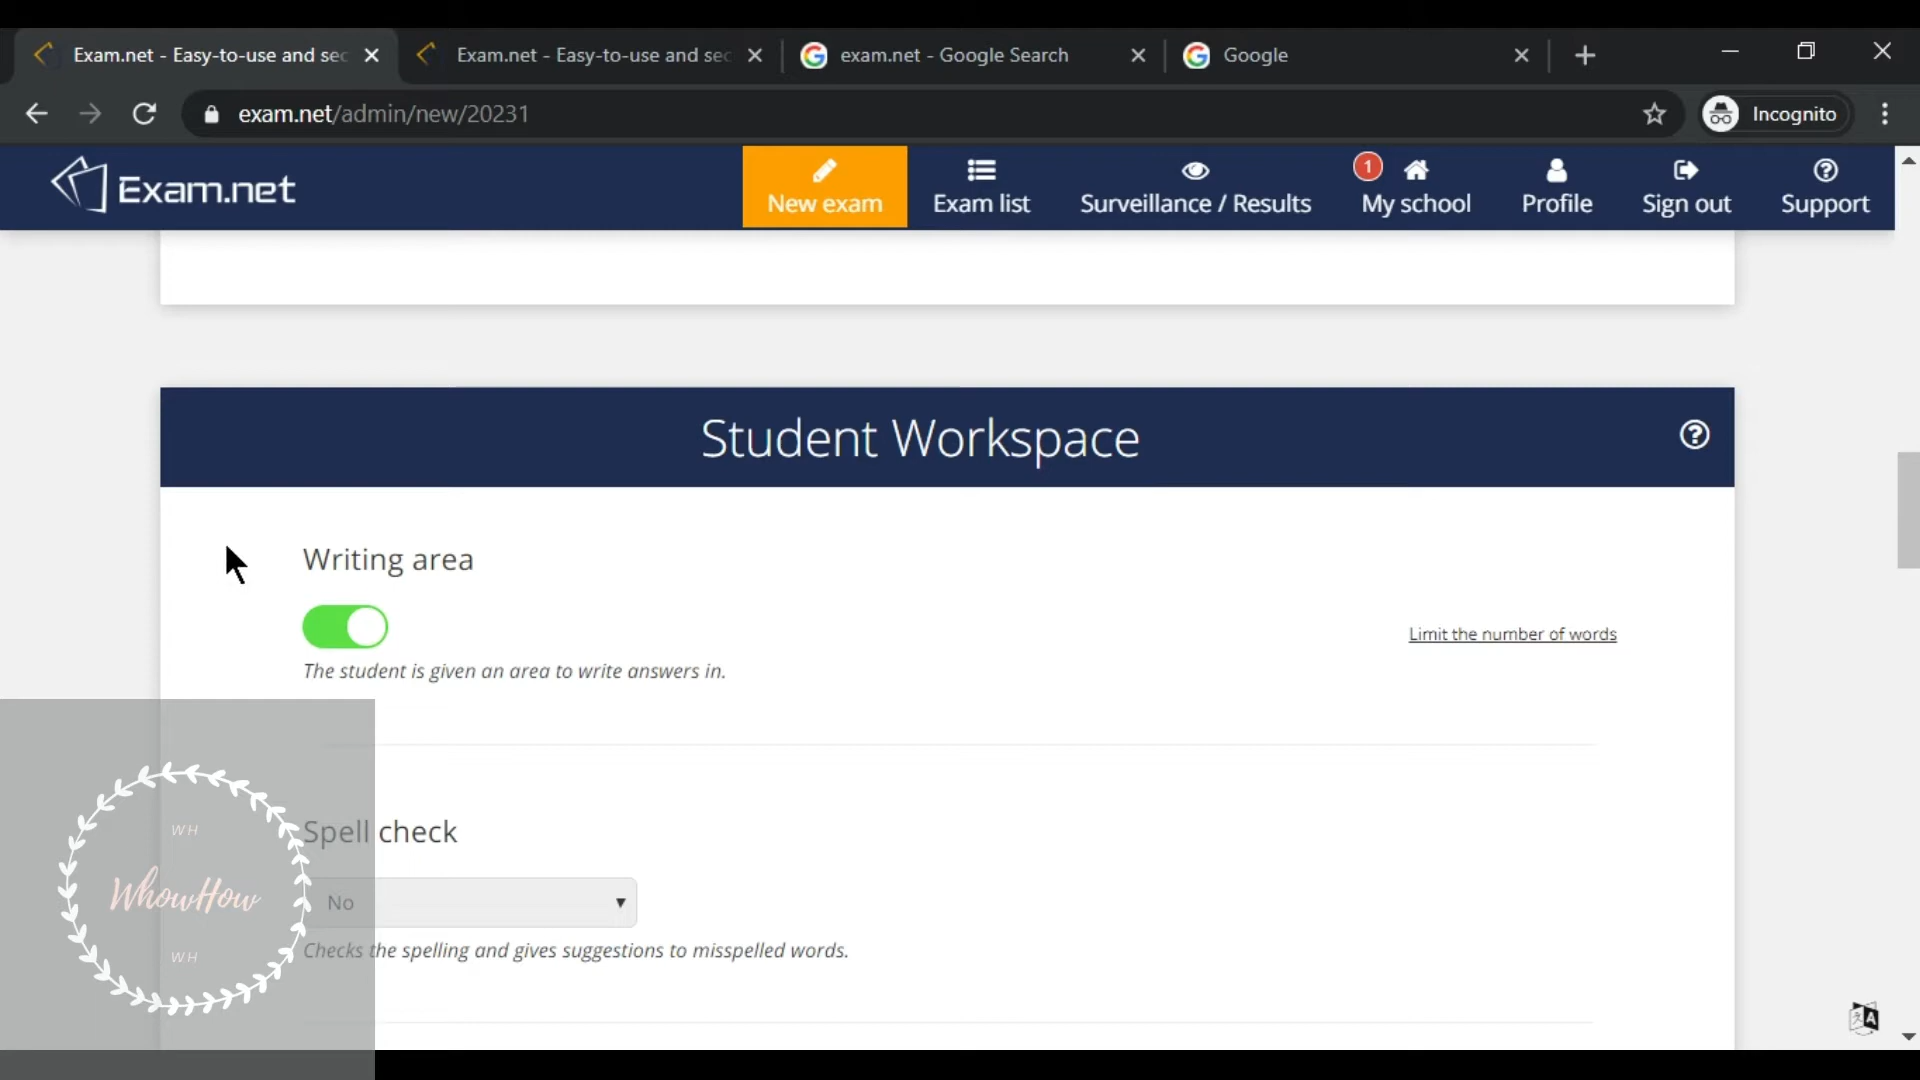 Exam.net - Easy-to-use and sec
Exam.net - Easy-to-use and sec
exam.net - Google Search
Google
exam.net/admin/new/20231
Incognito
Exam.net
New exam
Exam list
Surveillance / Results
1
My school
Profile
Sign out
Support
Student Workspace
Writing area
Limit the number of words
The student is given an area to write answers in.
Spell check
No
Checks the spelling and gives suggestions to misspelled words.
WH
WhowHow
WH